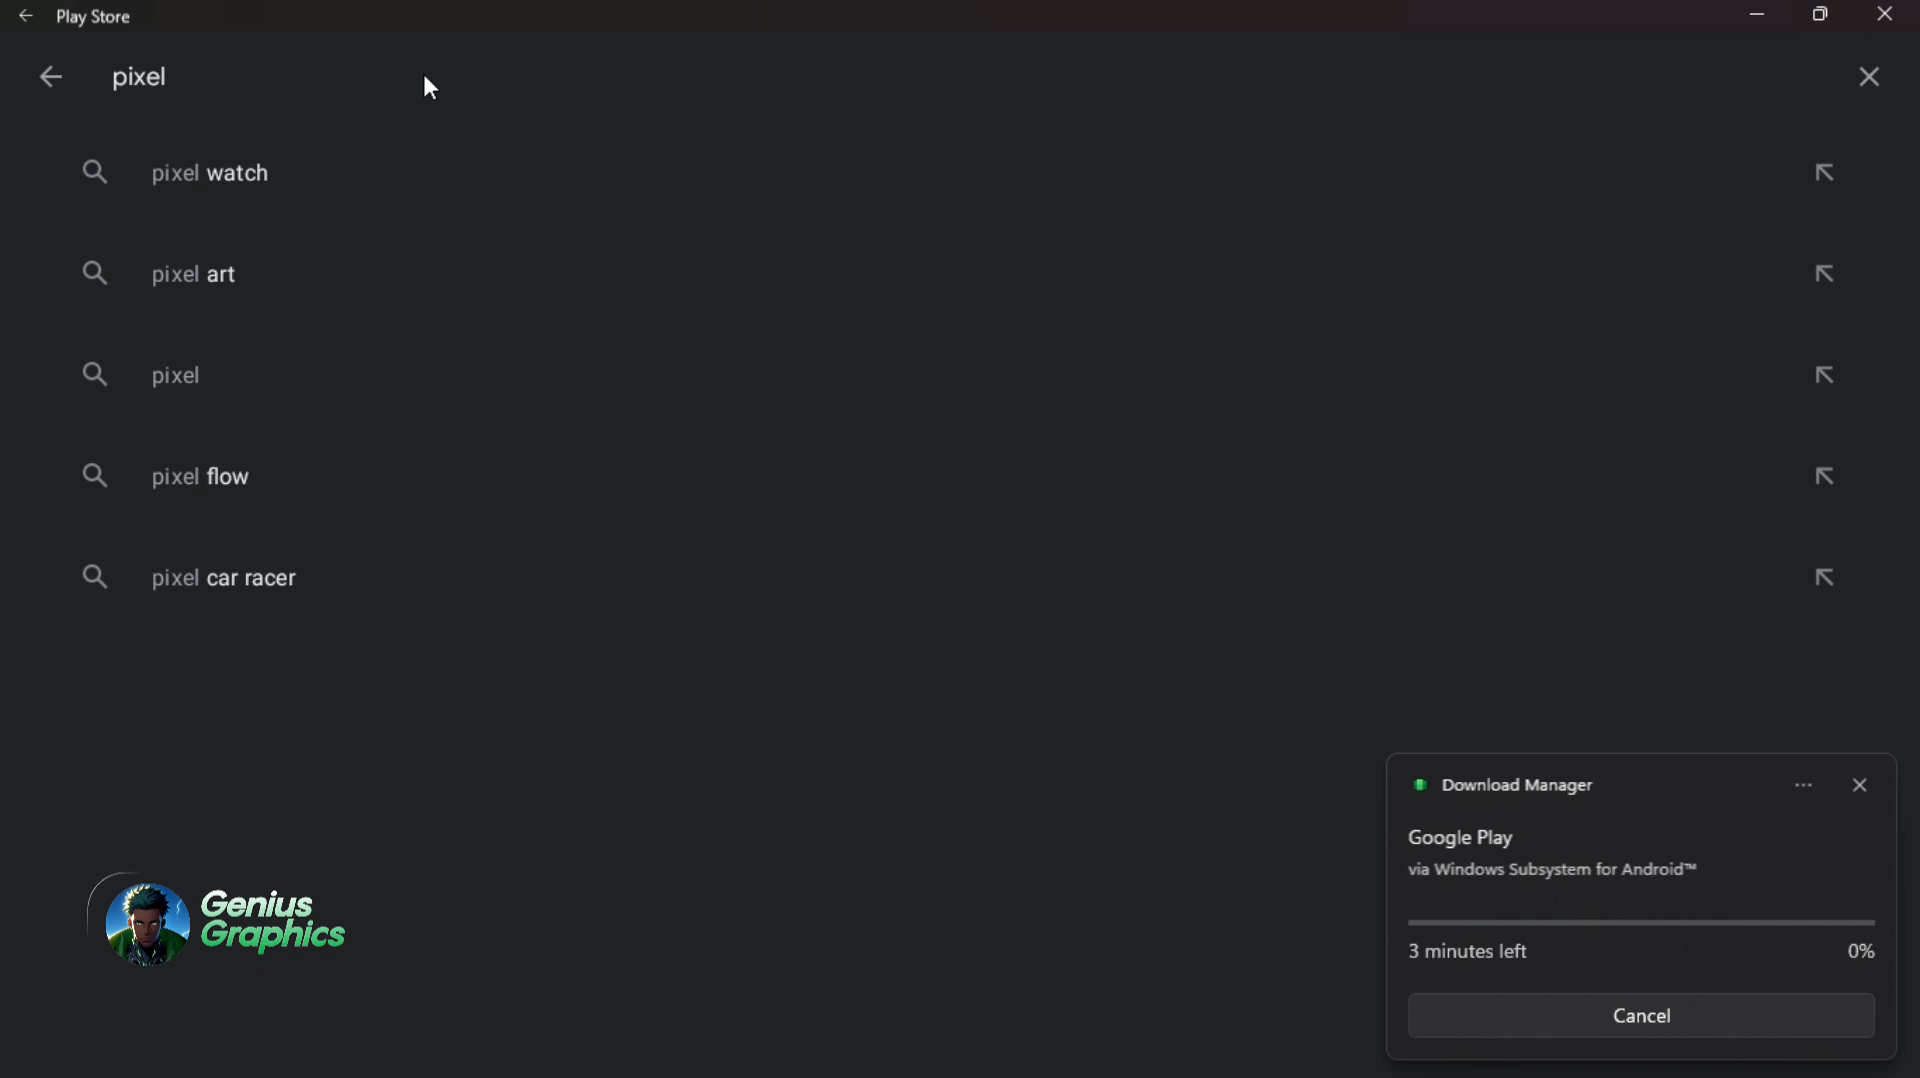 Play Store
pixel
pixel watch
pixel art
pixel
pixel flow
pixel car racer
Download Manager
Google Play
via Windows Subsystem for Android™
3 minutes left 0%
Cancel
Genius
Graphics